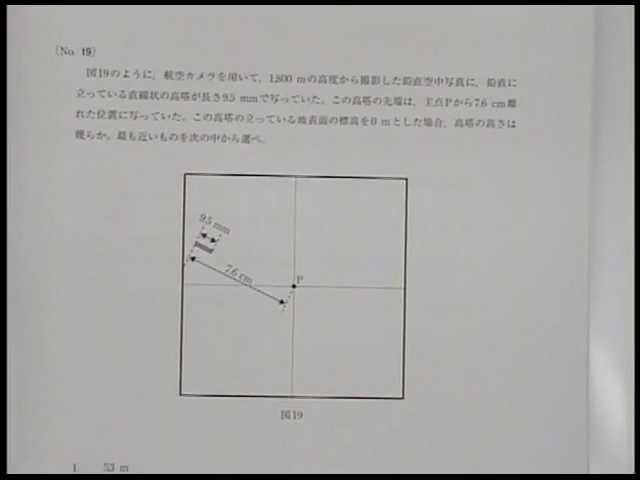 〔No. 19〕
図19のように，航空カメラを用いて，1,800 mの高度から撮影した鉛直空中写真に，鉛直に
立っている直線状の高塔が長さ9.5 mmで写っていた。この高塔の先端は，主点Pから7.6 cm離
れた位置に写っていた。この高塔の立っている地表面の標高を0 mとした場合，高塔の高さは
幾らか。最も近いものを次の中から選べ。
9.5 mm
7.6 cm
P
図19
1. m